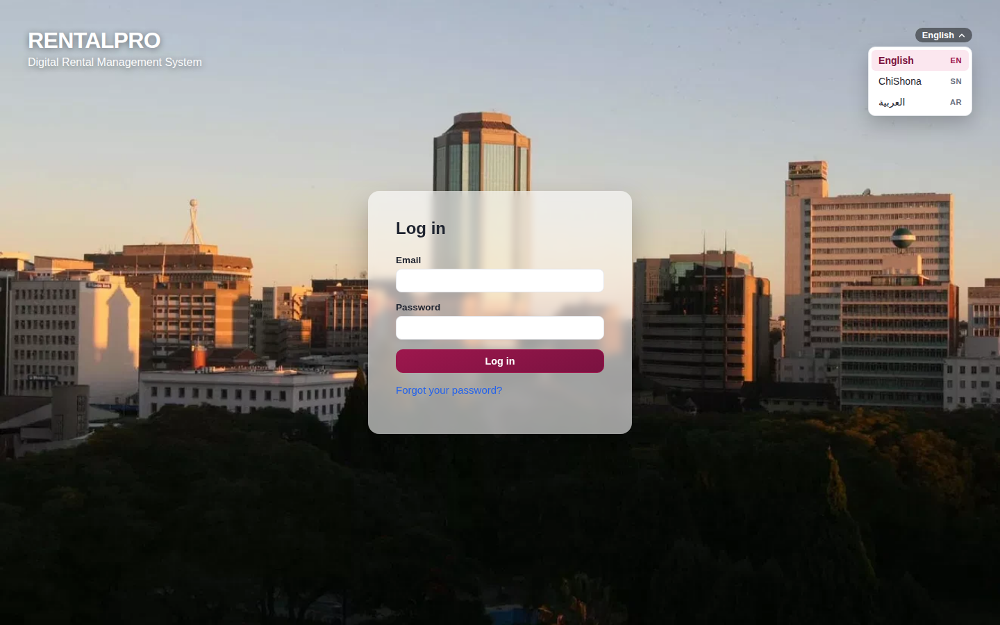 RENTALPRO
Digital Rental Management System
English
English EN
ChiShona SN
العربية AR
Log in
Email
Password
Log in
Forgot your password?